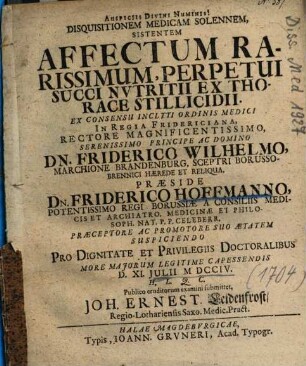 AUSPICIIS DIVINI NUMINIS!
DISQUISITIONEM MEDICAM SOLENNEM,
SISTENTEM
AFFECTUM RA-
RISSIMUM, PERPETUI
SUCCI NVTRITII EX THO-
RACE STILLICIDII.
EX CONSENSU INCLYTI ORDINIS MEDICI
IN REGIA FRIDERICIANA,
RECTORE MAGNIFICENTISSIMO,
SERENISSIMO PRINCIPE AC DOMINO
DN. FRIDERICO WILHELMO,
MARCHIONE BRANDENBURG, SCEPTRI BORUSSO-
BRENNICI HÆREDE ET RELIQUA,
PRÆSIDE
DN. FRIDERICO HOFFMANNO,
POTENTISSIMO REGI BORUSSIÆ A CONSILIIS MEDI-
CIS ET ARCHIATRO, MEDICINÆ ET PHILO-
SOPH. NAT. P. P. CELEBERR.
PRÆCEPTORE AC PROMOTORE SUO ÆTATEM
SUSPICIENDO
PRO DIGNITATE ET PRIVILEGIIS DOCTORALIBUS
MORE MAJORUM LEGITIME CAPESSENDIS
D. XI. JULII M DCCIV.
(1704)
H. L. Q. C.
Publico eruditorum examini submittet,
JOH. ERNEST. Leidenfrost/
Regio-Lothariensis Saxo. Medic. Pract.
HALAE MAGDEBVRGICAE,
Typis, JOANN. GRVNERI, Acad. Typogr.
Diss. Med 1927